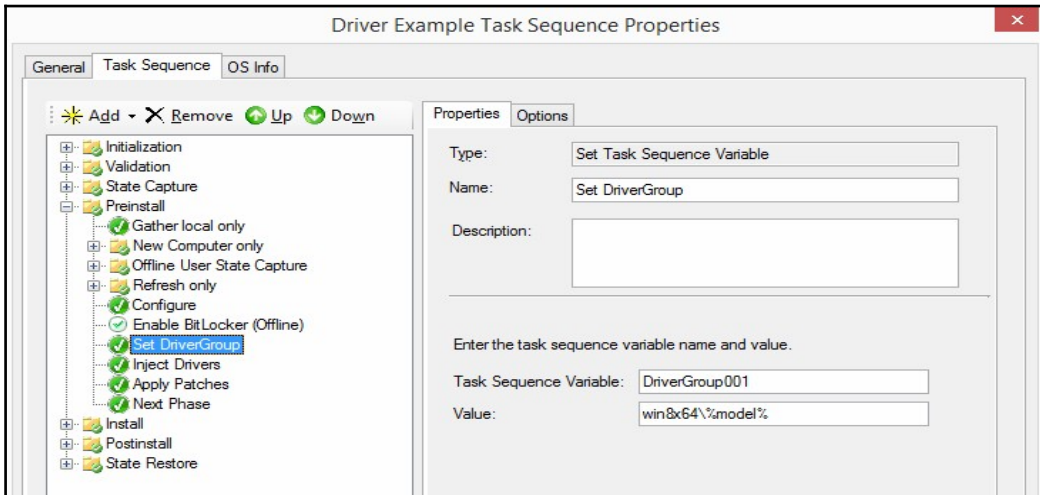 Driver Example Task Sequence Properties
General Task Sequence OS Info
Add Remove Up Down
Initialization
Validation
State Capture
Preinstall
Gather local only
New Computer only
Offline User State Capture
Refresh only
Configure
Enable BitLocker (Offline)
Set DriverGroup
Inject Drivers
Apply Patches
Next Phase
Install
Postinstall
State Restore
Properties Options
Type: Set Task Sequence Variable
Name: Set DriverGroup
Description:
Enter the task sequence variable name and value.
Task Sequence Variable: DriverGroup001
Value: win8x64\%model%